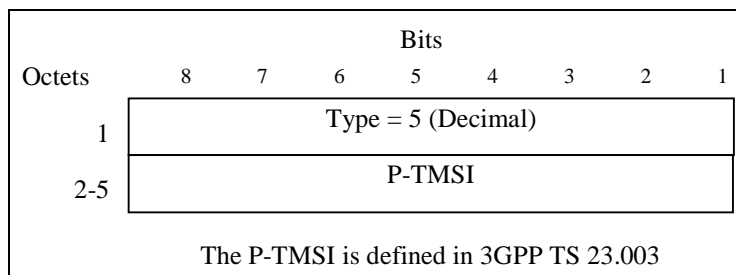 Bits
Octets 8 7 6 5 4 3 2 1
1 Type = 5 (Decimal)
2-5 P-TMSI
The P-TMSI is defined in 3GPP TS 23.003